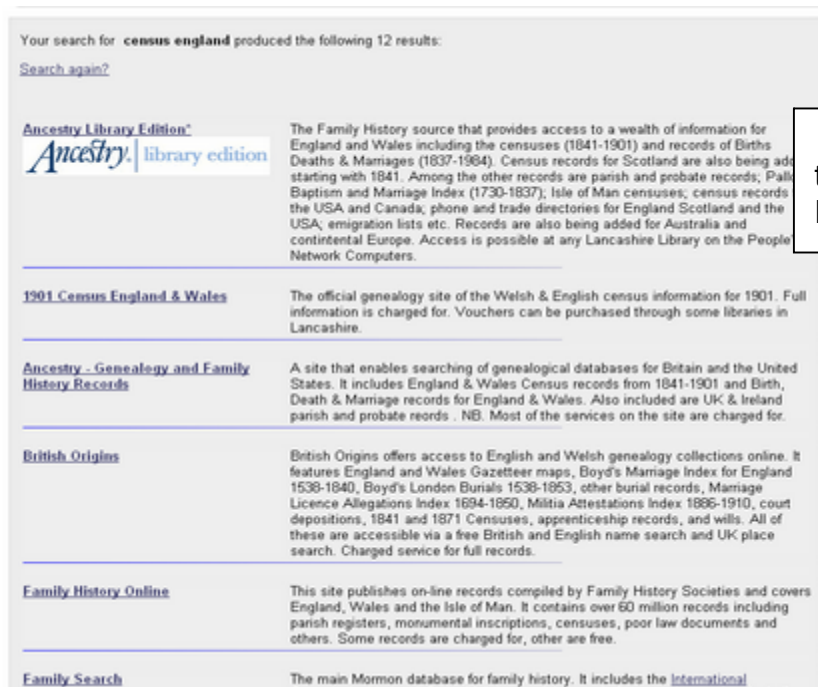 Your search for census england produced the following 12 results:
Search again?
Ancestry Library Edition*
Ancestry. library edition
The Family History source that provides access to a wealth of information for
England and Wales including the censuses (1841-1901) and records of Births
Deaths & Marriages (1837-1984). Census records for Scotland are also being
starting with 1841. Among the other records are parish and probate records;
Baptism and Marriage Index (1730-1837); Isle of Man censuses; census records
the USA and Canada; phone and trade directories for England Scotland and the
USA; emigration lists etc. Records are also being added for Australia and
contintental Europe. Access is possible at any Lancashire Library on the
Network Computers.
1901 Census England & Wales
The official genealogy site of the Welsh & English census information for 1901. Full
information is charged for. Vouchers can be purchased through some libraries in
Lancashire.
Ancestry - Genealogy and Family
History Records
A site that enables searching of genealogical databases for Britain and the United
States. It includes England & Wales Census records from 1841-1901 and Birth,
Death & Marriage records for England & Wales. Also included are UK & Ireland
parish and probate reords . NB. Most of the services on the site are charged for.
British Origins
British Origins offers access to English and Welsh genealogy collections online. It
features England and Wales Gazetteer maps, Boyd's Marriage Index for England
1538-1840, Boyd's London Burials 1538-1853, other burial records, Marriage
Licence Allegations Index 1694-1850, Militia Attestations Index 1886-1910, court
depositions, 1841 and 1871 Censuses, apprenticeship records, and wills. All of
these are accessible via a free British and English name search and UK place
search. Charged service for full records.
Family History Online
This site publishes on-line records compiled by Family History Societies and covers
England, Wales and the Isle of Man. It contains over 60 million records including
parish registers, monumental inscriptions, censuses, poor law documents and
others. Some records are charged for, other are free.
Family Search
The main Mormon database for family history. It includes the International